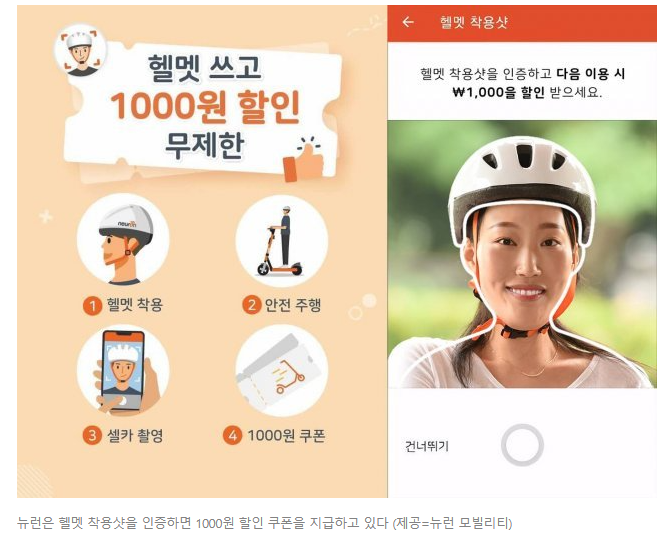 헬멧 쓰고
1000원 할인
무제한
neuron
1 헬멧 착용
2 안전 주행
3 셀카 촬영
4 1000원 쿠폰
← 헬멧 착용샷
헬멧 착용샷을 인증하고 다음 이용 시
₩1,000을 할인 받으세요.
건너뛰기
뉴런은 헬멧 착용샷을 인증하면 1000원 할인 쿠폰을 지급하고 있다 (제공=뉴런 모빌리티)